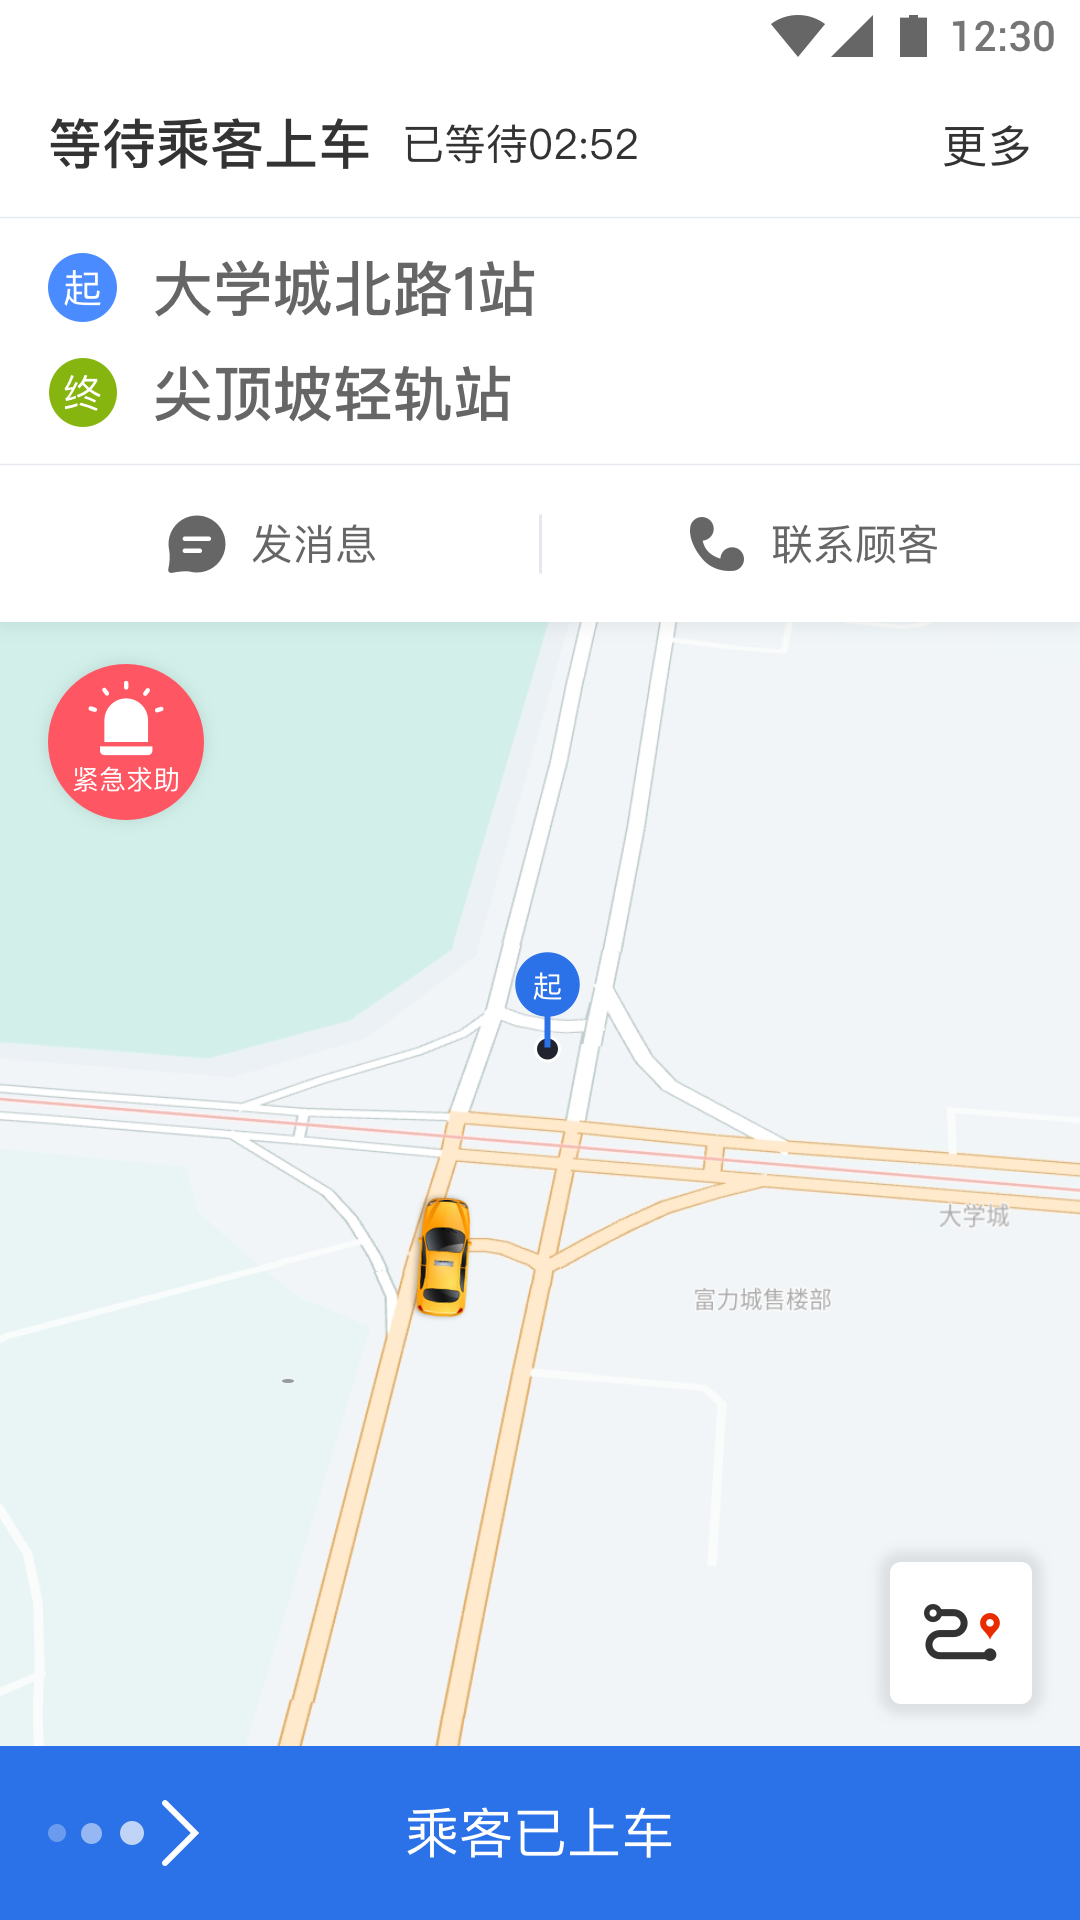 12:30
等待乘客上车 已等待02:52 更多
起 大学城北路1站
终 尖顶坡轻轨站
发消息 联系顾客
紧急求助
起
大学城
富力城售楼部
乘客已上车